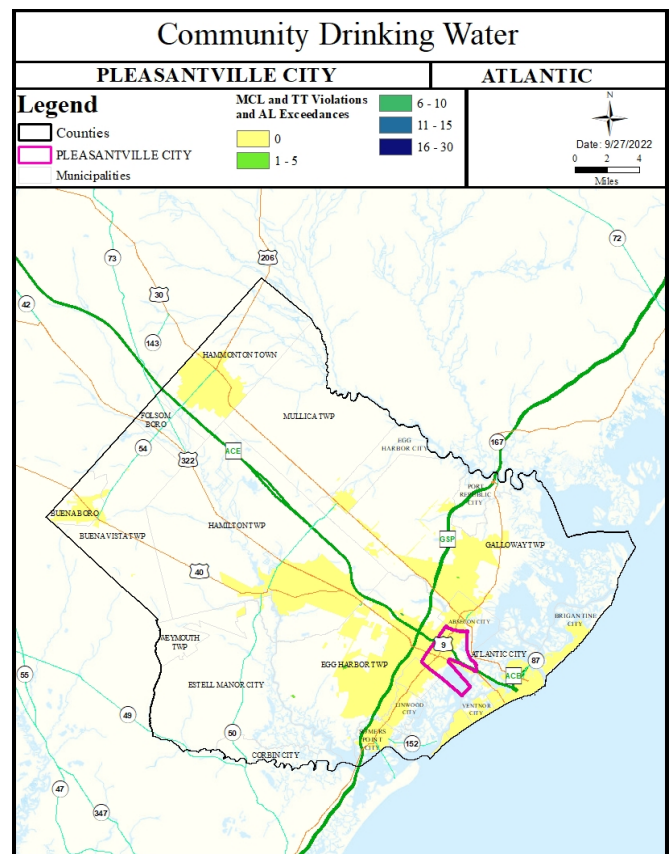 Community Drinking Water
PLEASANTVILLE CITY
ATLANTIC
Legend
Counties
PLEASANTVILLE CITY
Municipalities
MCL and TT Violations
and AL Exceedances
0
1 - 5
6 - 10
11 - 15
16 - 30
N
Date: 9/27/2022
0 2 4
Miles
72
206
73
30
42
143
HAMMONTON TOWN
MULLICA TWP
FOLSOM
BORO
EGG
HARBOR CITY
167
54
ACE
322
PORT
REPUBLIC
CITY
BUENA BORO
HAMILTON TWP
BUENA VISTA TWP
GSP
GALLOWAY TWP
40
BRIGANTINE
CITY
ABSECON CITY
WEYMOUTH
TWP
9
ATLANTIC CITY
87
EGG HARBOR TWP
ACB
55
ESTELL MANOR CITY
LINWOOD
CITY
VENTNOR
CITY
49
50
SOMERS
POINT
CITY
152
CORBIN CITY
47
347